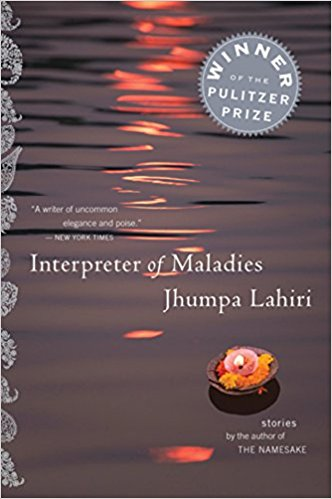 WINNER
OF THE
PULITZER
PRIZE
"A writer of uncommon
elegance and poise."
— NEW YORK TIMES
Interpreter of Maladies
Jhumpa Lahiri
stories
by the author of
THE NAMESAKE